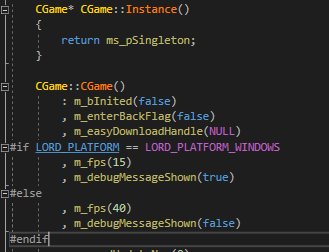 CGame* CGame::Instance()
{
return ms_pSingleton;
}
CGame::CGame()
: m_bInited(false)
, m_enterBackFlag(false)
, m_easyDownloadHandle(NULL)
#if LORD_PLATFORM == LORD_PLATFORM_WINDOWS
, m_fps(15)
, m_debugMessageShown(true)
#else
, m_fps(40)
, m_debugMessageShown(false)
#endif